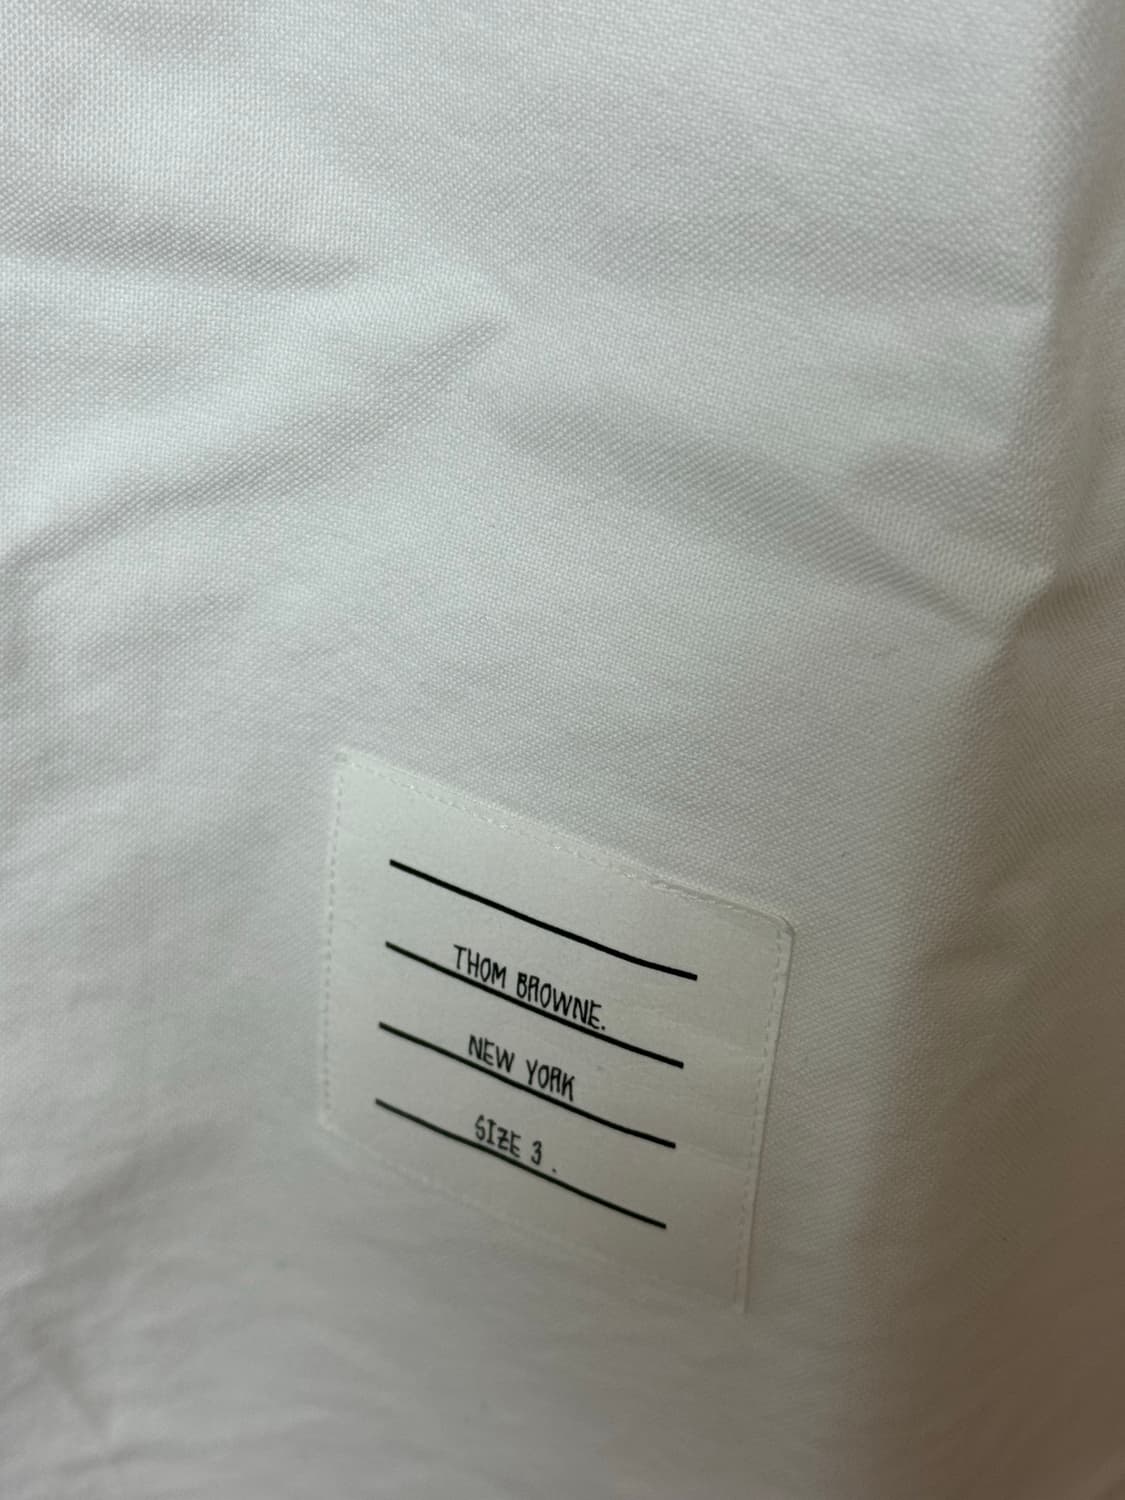 THOM BROWNE.
NEW YORK
SIZE 3 .